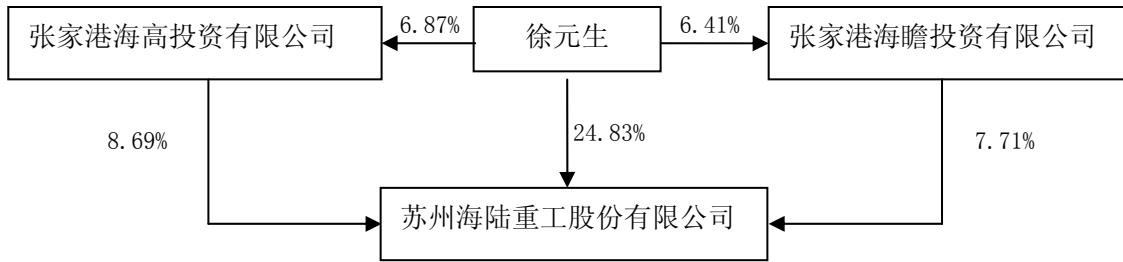 张家港海高投资有限公司
6.87%
徐元生
6.41%
张家港海瞻投资有限公司
8.69%
24.83%
7.71%
苏州海陆重工股份有限公司